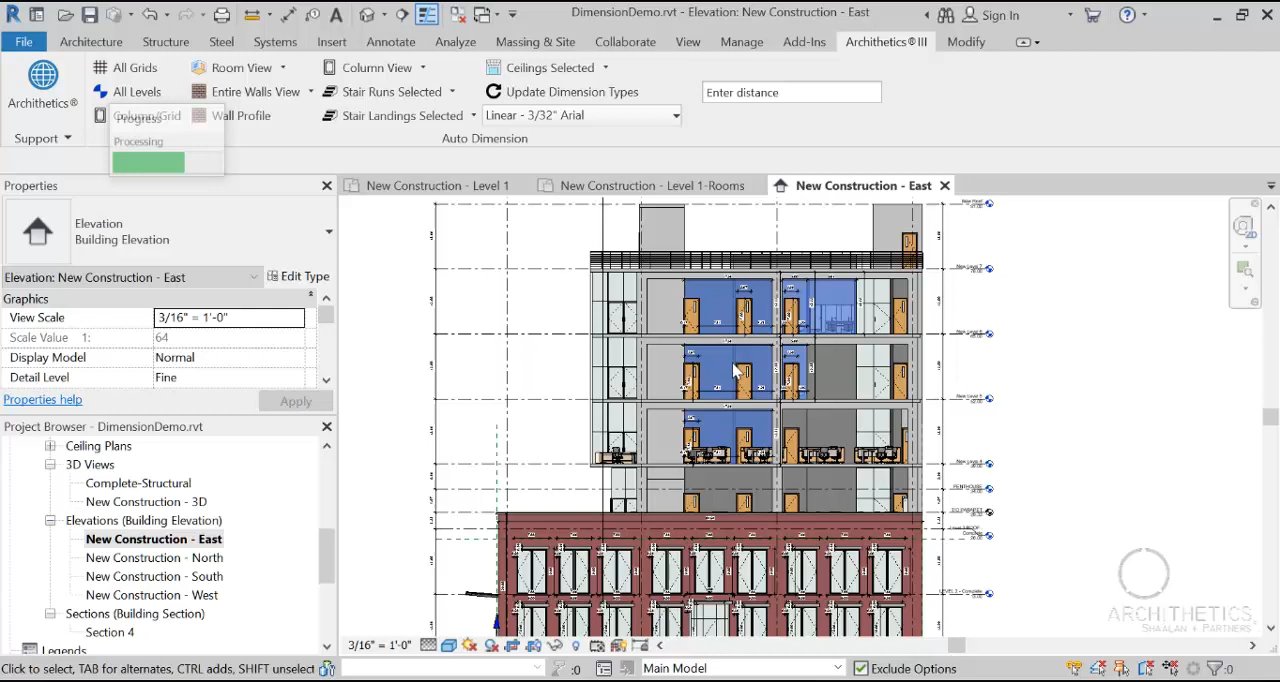 DimensionDemo.rvt - Elevation: New Construction - East
Sign In
File Architecture Structure Steel Systems Insert Annotate Analyze Massing & Site Collaborate View Manage Add-Ins Archithetics®III Modify
All Grids Room View Column View Ceilings Selected
Archithetics® All Levels Entire Walls View Stair Runs Selected Update Dimension Types Enter distance
Column/Grid Wall Profile Stair Landings Selected Linear - 3/32" Arial
Progress
Support Auto Dimension
Processing
Properties
New Construction - Level 1 New Construction - Level 1-Rooms New Construction - East
Elevation
Building Elevation
Elevation: New Construction - East Edit Type
Graphics
View Scale 3/16" = 1'-0"
Scale Value 1: 64
Display Model Normal
Detail Level Fine
Properties help Apply
Project Browser - DimensionDemo.rvt
Ceiling Plans
3D Views
Complete-Structural
New Construction - 3D
Elevations (Building Elevation)
New Construction - East
New Construction - North
New Construction - South
New Construction - West
Sections (Building Section)
Section 4
Legends
PENTHOUSE
ARCHITHETICS
SHAALAN + PARTNERS
3/16" = 1'-0"
Click to select, TAB for alternates, CTRL adds, SHIFT unselect :0 Main Model Exclude Options :0